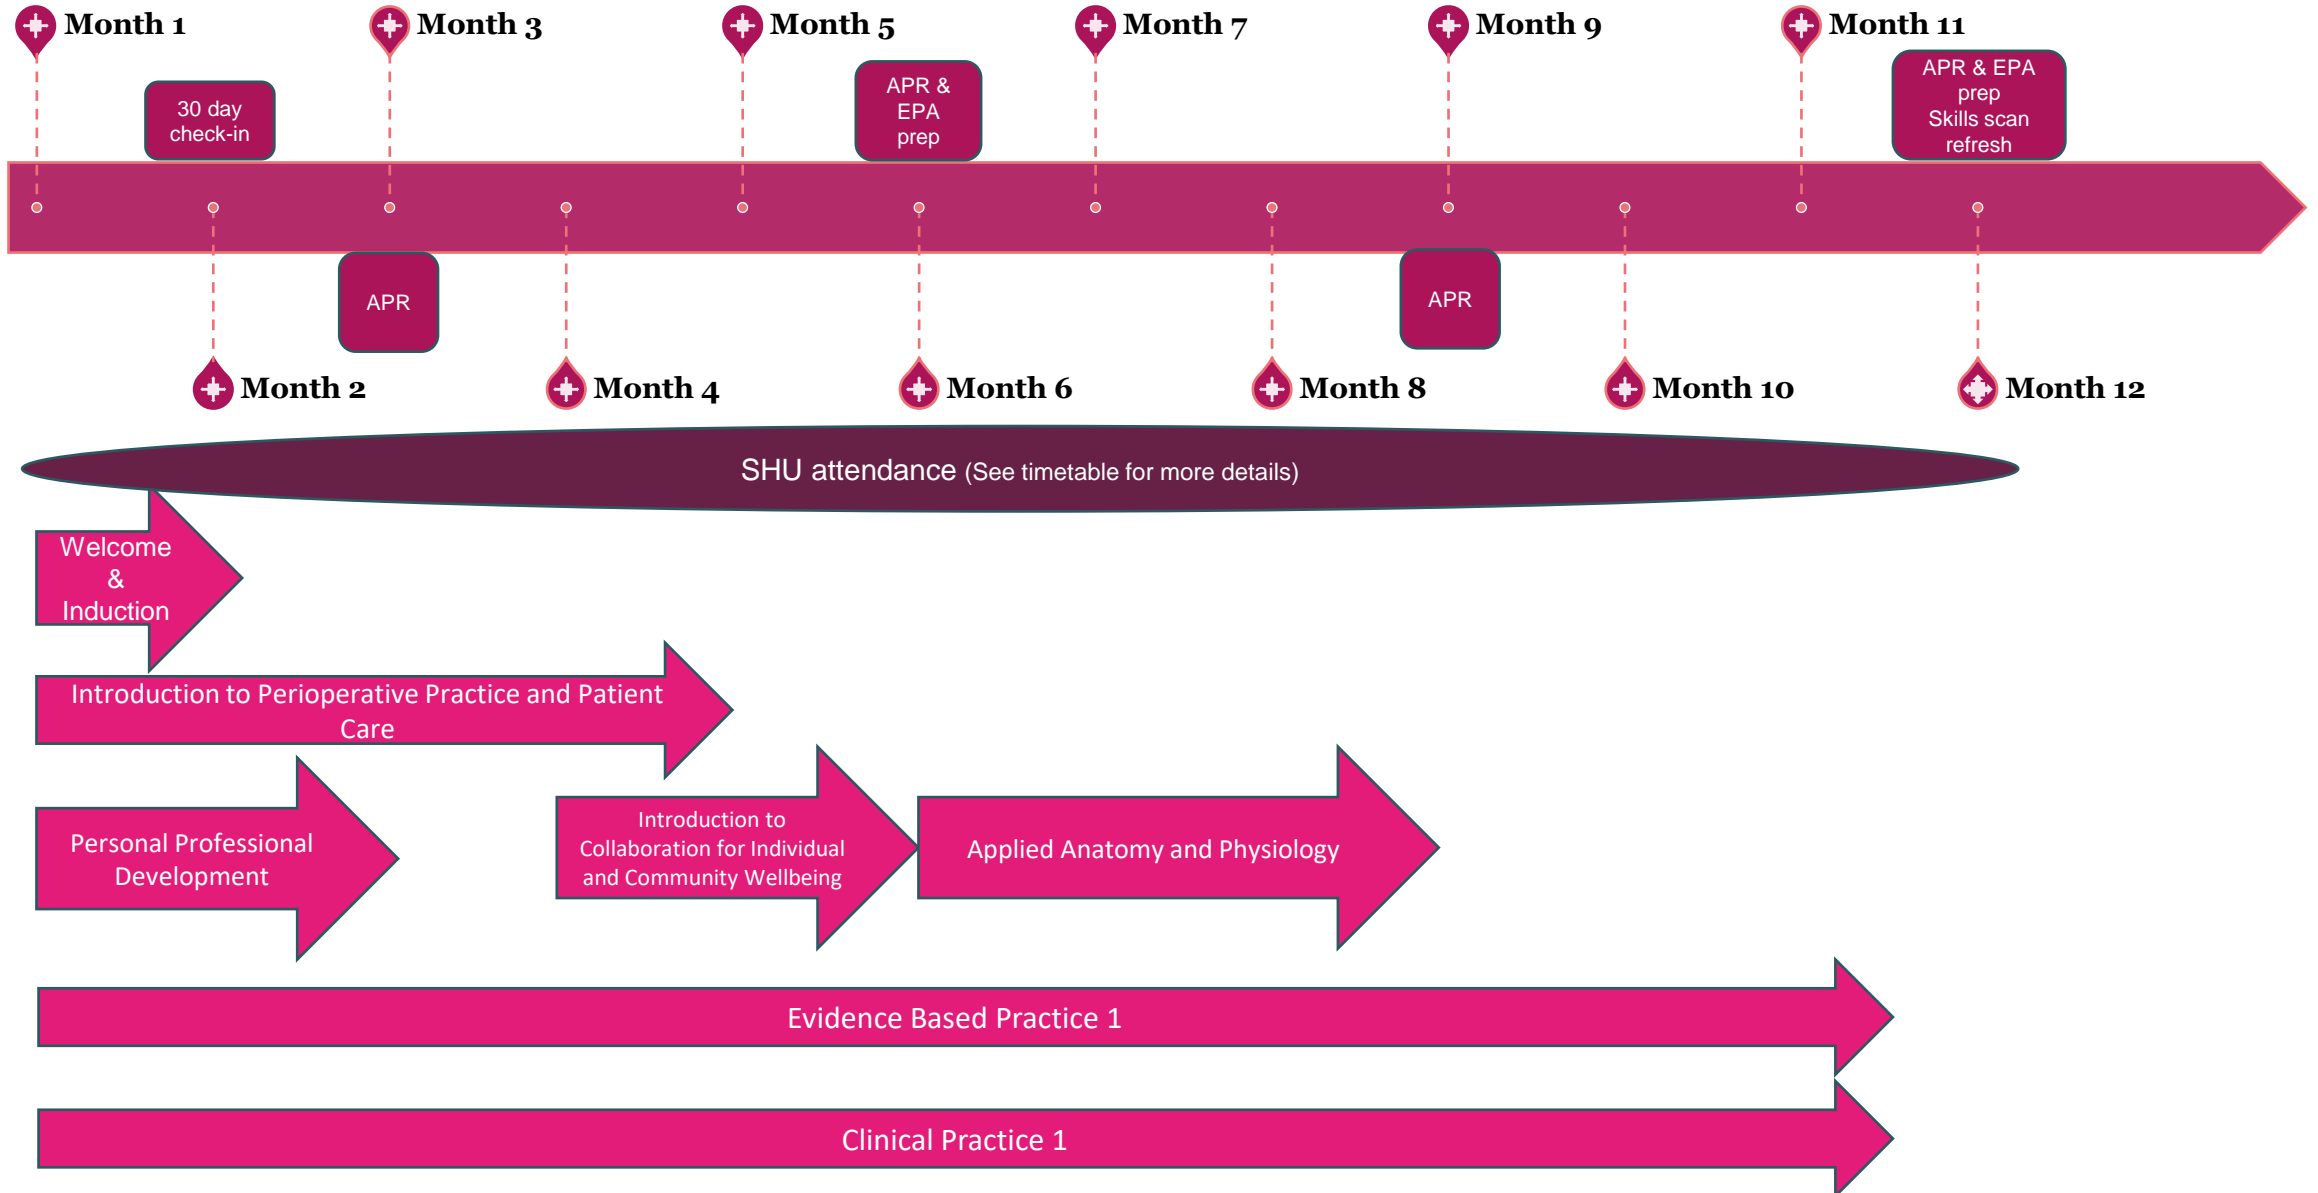 Month 1
Month 3
Month 5
Month 7
Month 9
Month 11
30 day
check-in
APR &
EPA
prep
APR & EPA
prep
Skills scan
refresh
APR
APR
Month 2
Month 4
Month 6
Month 8
Month 10
Month 12
SHU attendance (See timetable for more details)
Welcome
&
Induction
Introduction to Perioperative Practice and Patient
Care
Personal Professional
Development
Introduction to
Collaboration for Individual
and Community Wellbeing
Applied Anatomy and Physiology
Evidence Based Practice 1
Clinical Practice 1